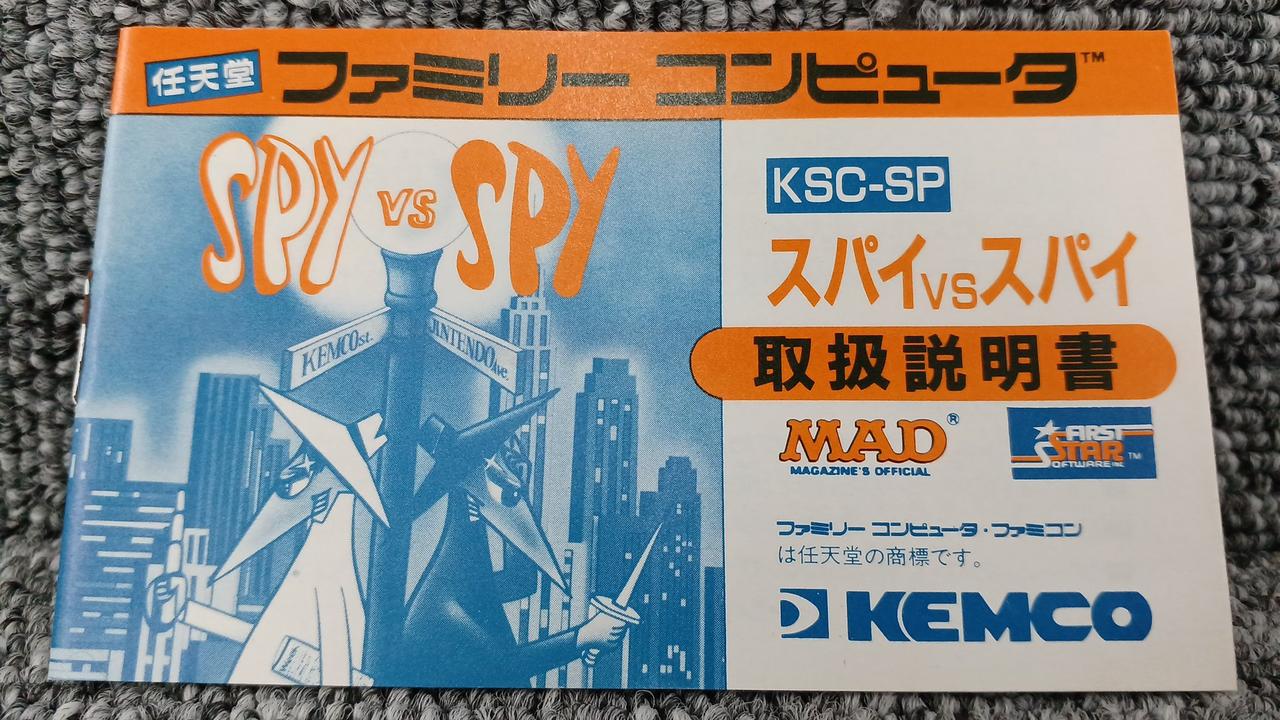 任天堂 ファミリー コンピュータ™
SPY VS SPY
KEMCO st.
NINTENDO Ave.
KSC-SP
スパイvsスパイ
取扱説明書
MAD®
MAGAZINE'S OFFICIAL
FIRST
STAR™
SOFTWARE INC
ファミリー コンピュータ・ファミコン
は任天堂の商標です。
KEMCO